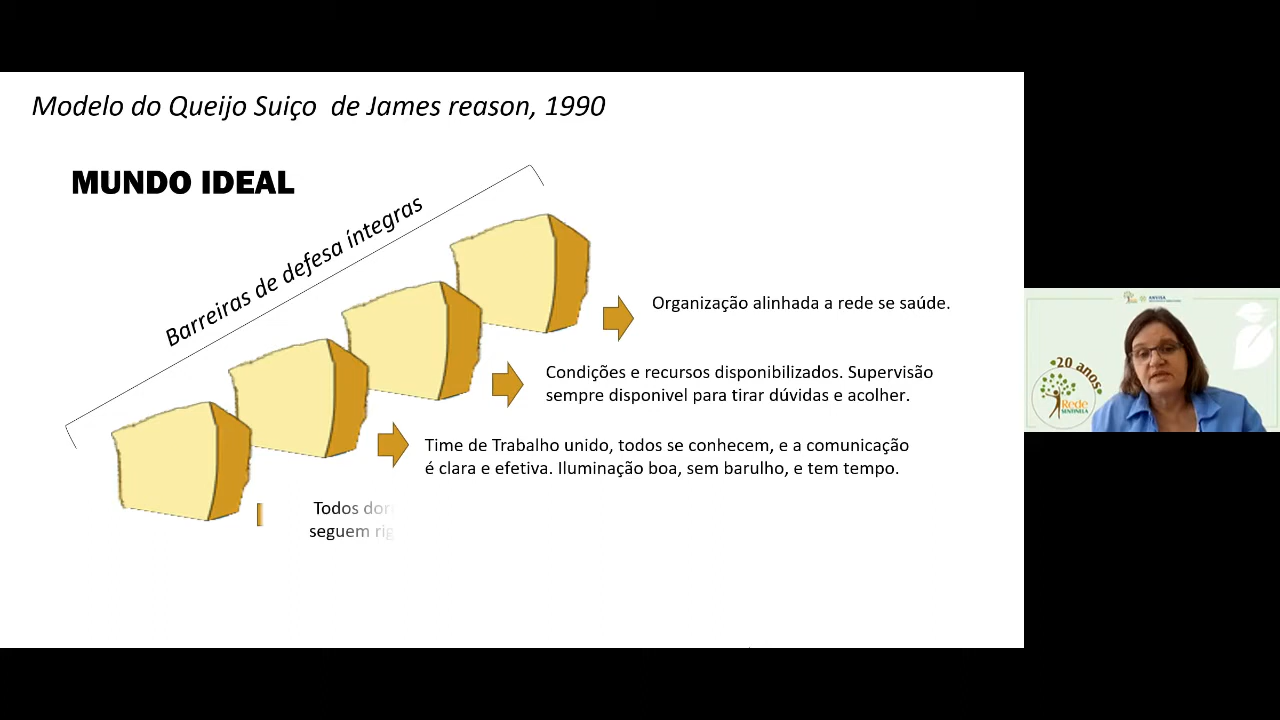 Modelo do Queijo Suiço de James reason, 1990
MUNDO IDEAL
Barreiras de defesa íntegras
Organização alinhada a rede se saúde.
Condições e recursos disponibilizados. Supervisão
sempre disponivel para tirar dúvidas e acolher.
Time de Trabalho unido, todos se conhecem, e a comunicação
é clara e efetiva. Iluminação boa, sem barulho, e tem tempo.
Todos
seguem
ANVISA
20 anos
Rede
SENTINELA